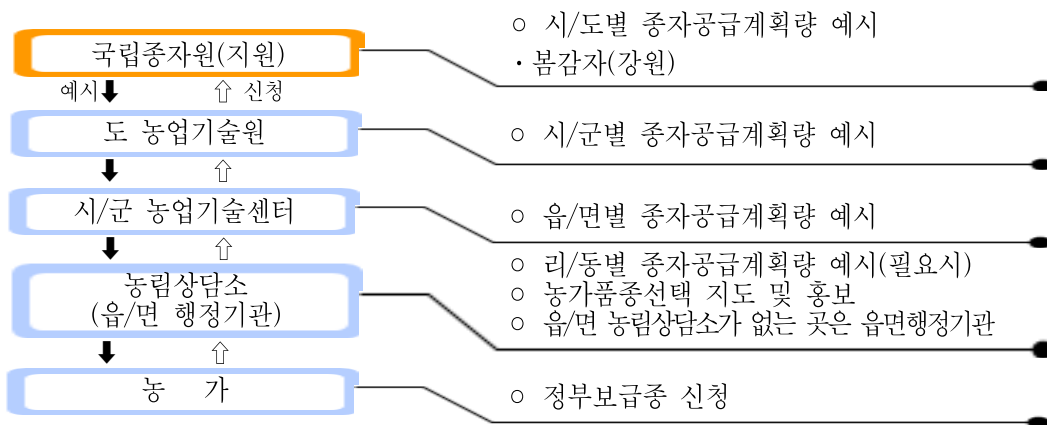 ○ 시/도별 종자공급계획량 예시
국립종자원(지원)
· 봄감자(강원)
예시 신청
도 농업기술원
○ 시/군별 종자공급계획량 예시
시/군 농업기술센터
○ 읍/면별 종자공급계획량 예시
농림상담소
(읍/면 행정기관)
○ 리/동별 종자공급계획량 예시(필요시)
○ 농가품종선택 지도 및 홍보
○ 읍/면 농림상담소가 없는 곳은 읍면행정기관
농 가
○ 정부보급종 신청